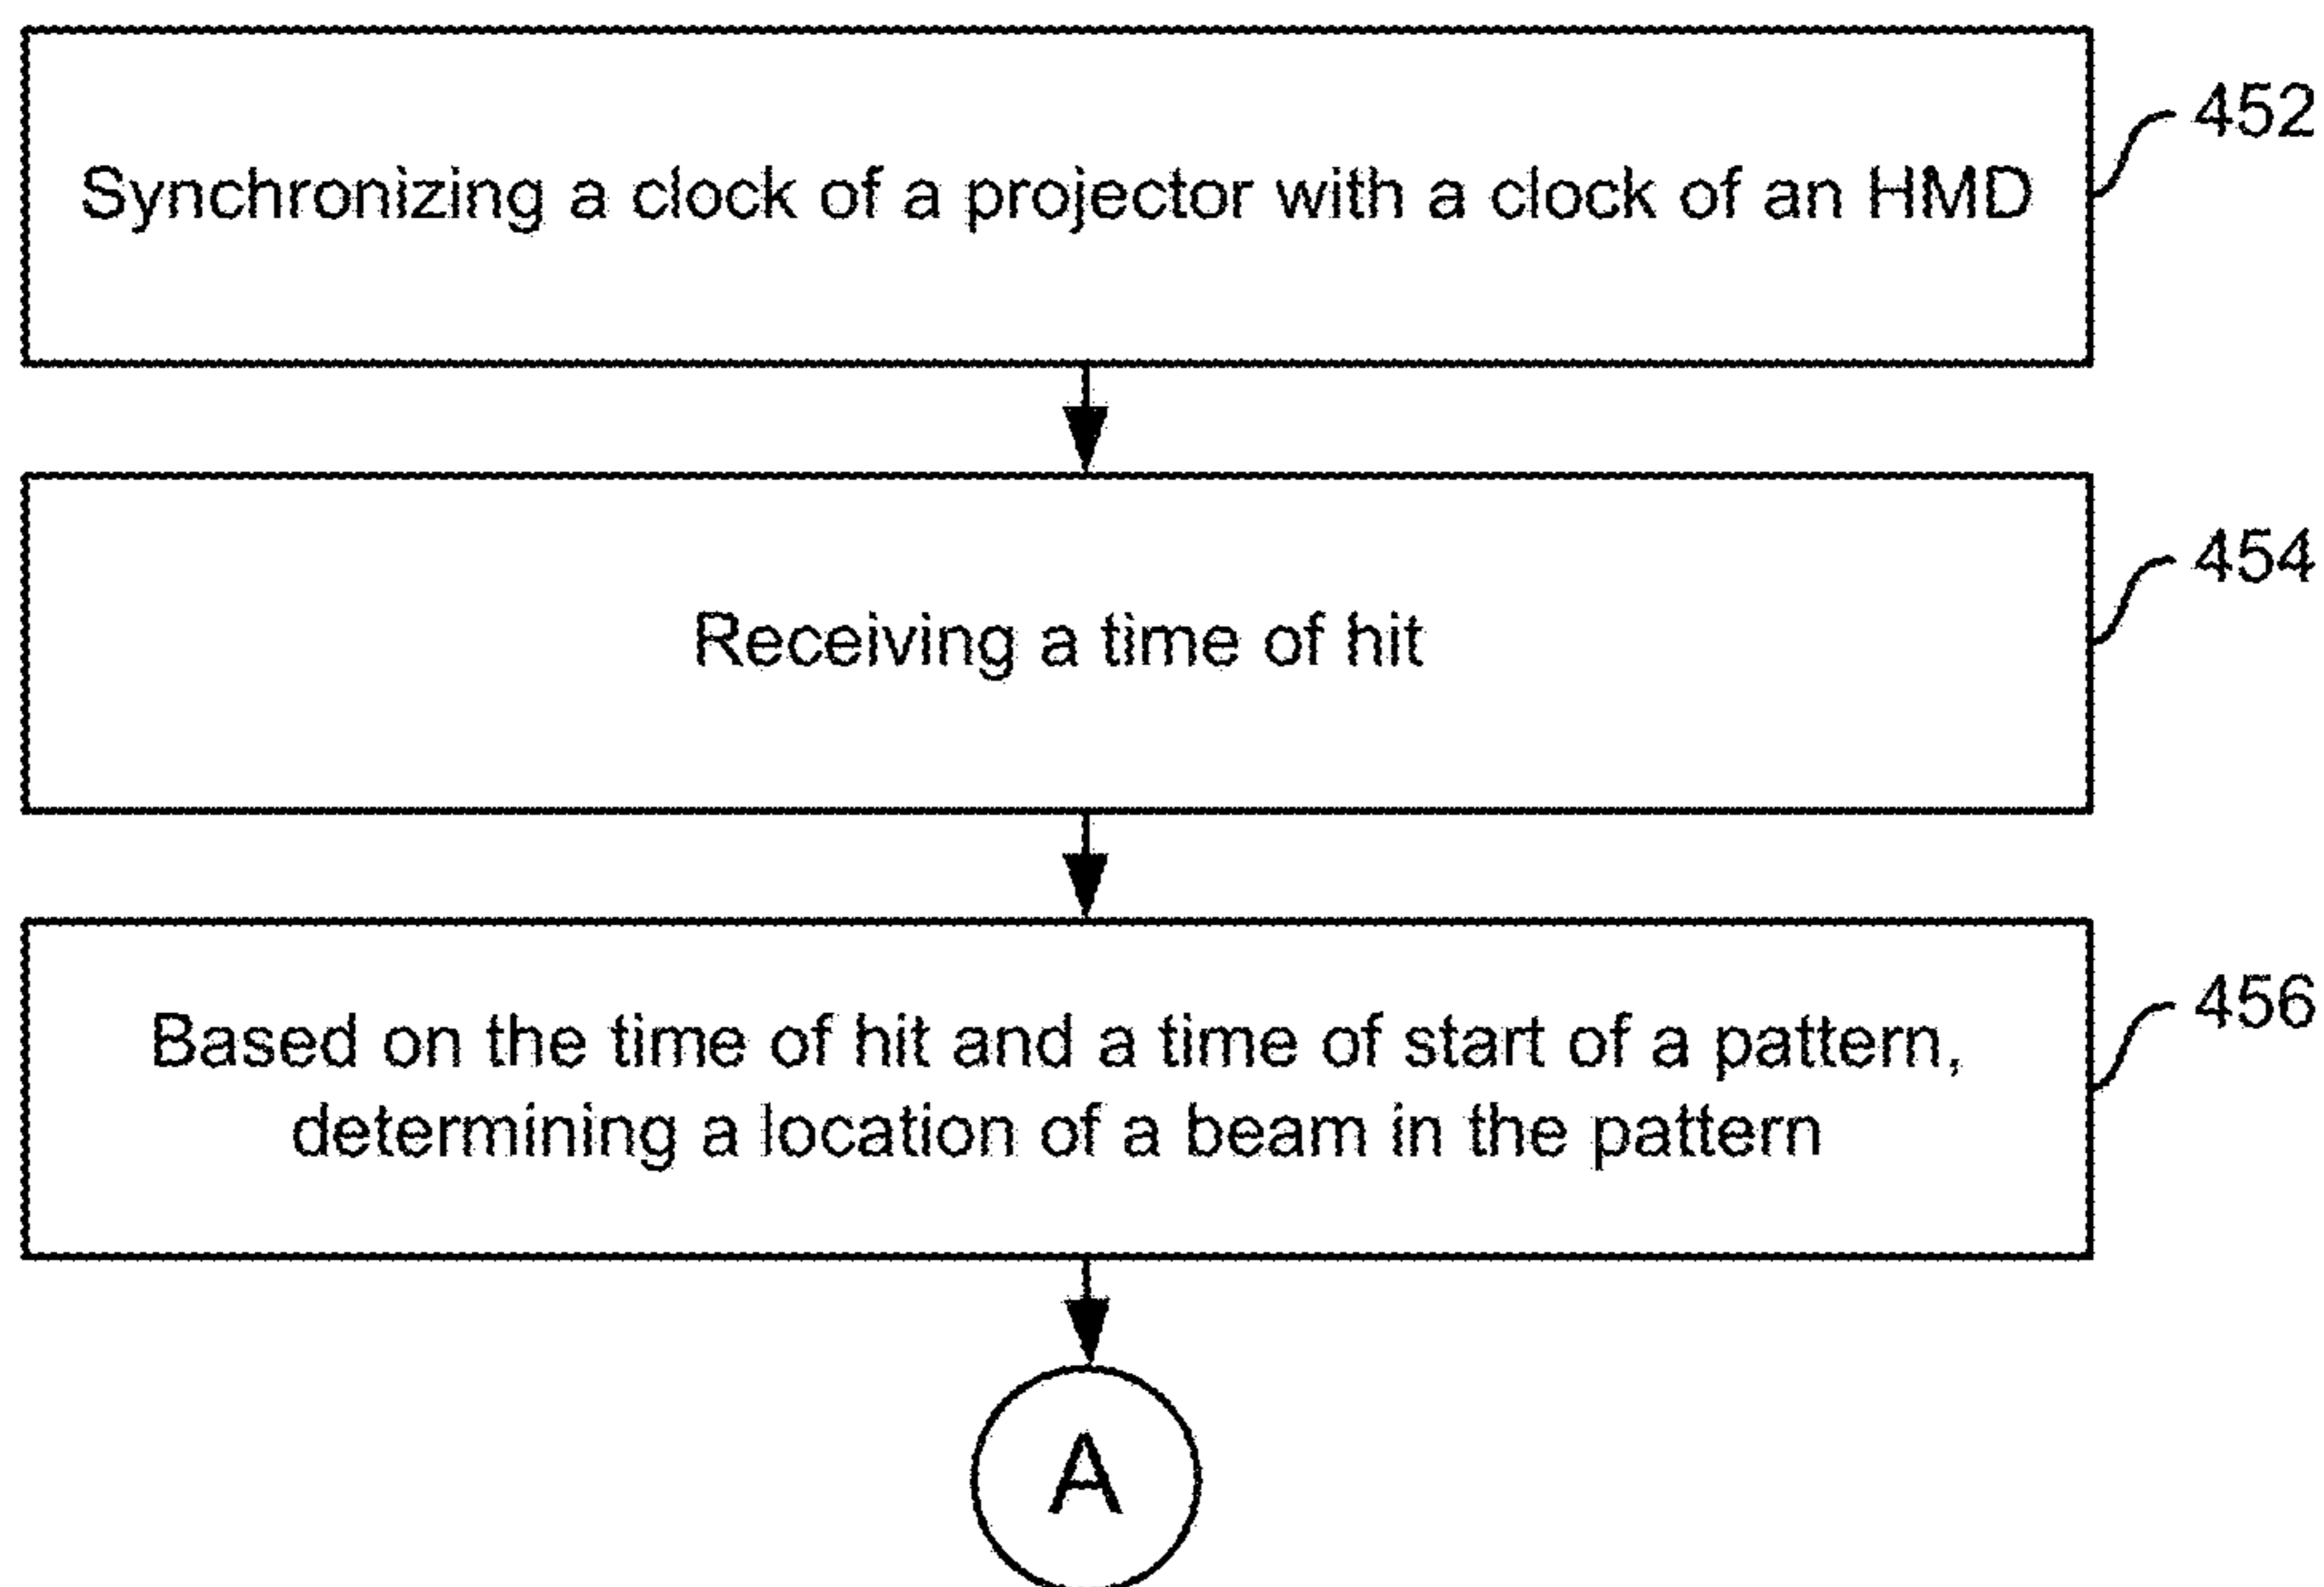 Synchronizing a clock of a projector with a clock of an HMD
452
Receiving a time of hit
454
Based on the time of hit and a time of start of a pattern,
determining a location of a beam in the pattern
456
A